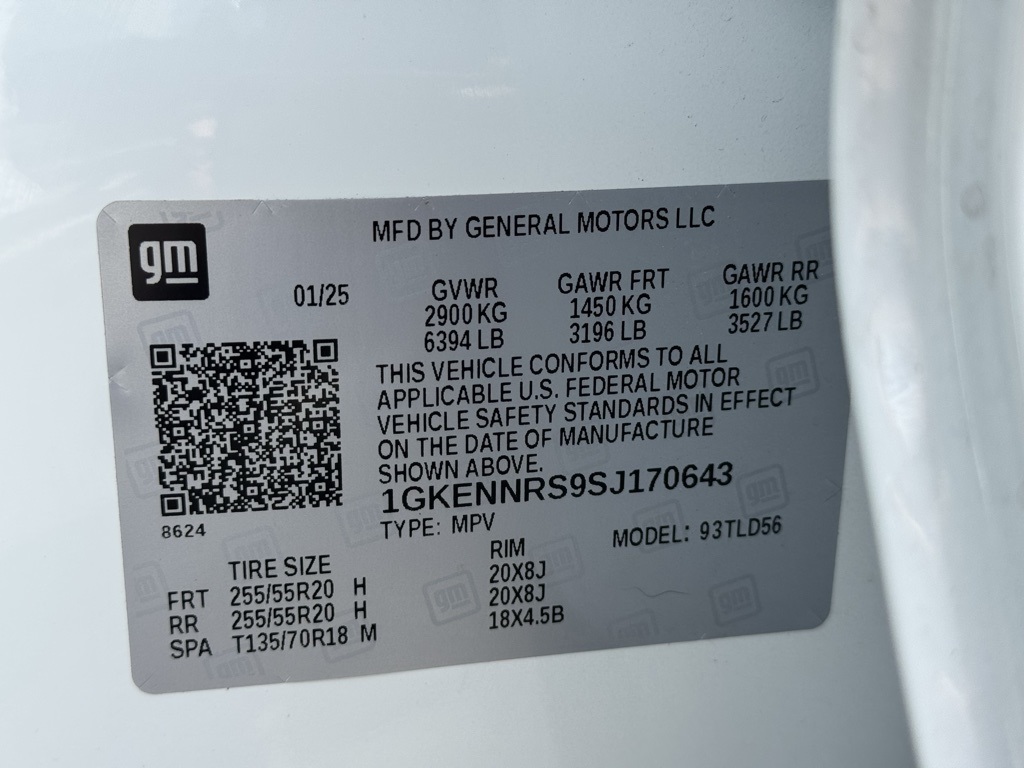 gm
MFD BY GENERAL MOTORS LLC
01/25 GVWR GAWR FRT GAWR RR
2900 KG 1450 KG 1600 KG
6394 LB 3196 LB 3527 LB
THIS VEHICLE CONFORMS TO ALL
APPLICABLE U.S. FEDERAL MOTOR
VEHICLE SAFETY STANDARDS IN EFFECT
ON THE DATE OF MANUFACTURE
SHOWN ABOVE.
1GKENNRS9SJ170643
8624
TYPE: MPV MODEL: 93TLD56
TIRE SIZE RIM
FRT 255/55R20 H 20X8J
RR 255/55R20 H 20X8J
SPA T135/70R18 M 18X4.5B